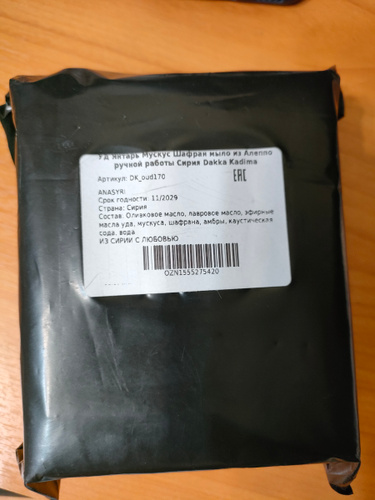 Уд Янтарь Мускус Шафран мыло из Алеппо
ручной работы Сирия Dakka Kadima
Артикул: DK_oud170
EAC
ANASYRI
Срок годности: 11/2029
Страна: Сирия
Состав: Оливковое масло, лавровое масло, эфирные
масла уда, мускуса, шафрана, амбры, каустическая
сода, вода
ИЗ СИРИИ С ЛЮБОВЬЮ
OZN1555275420